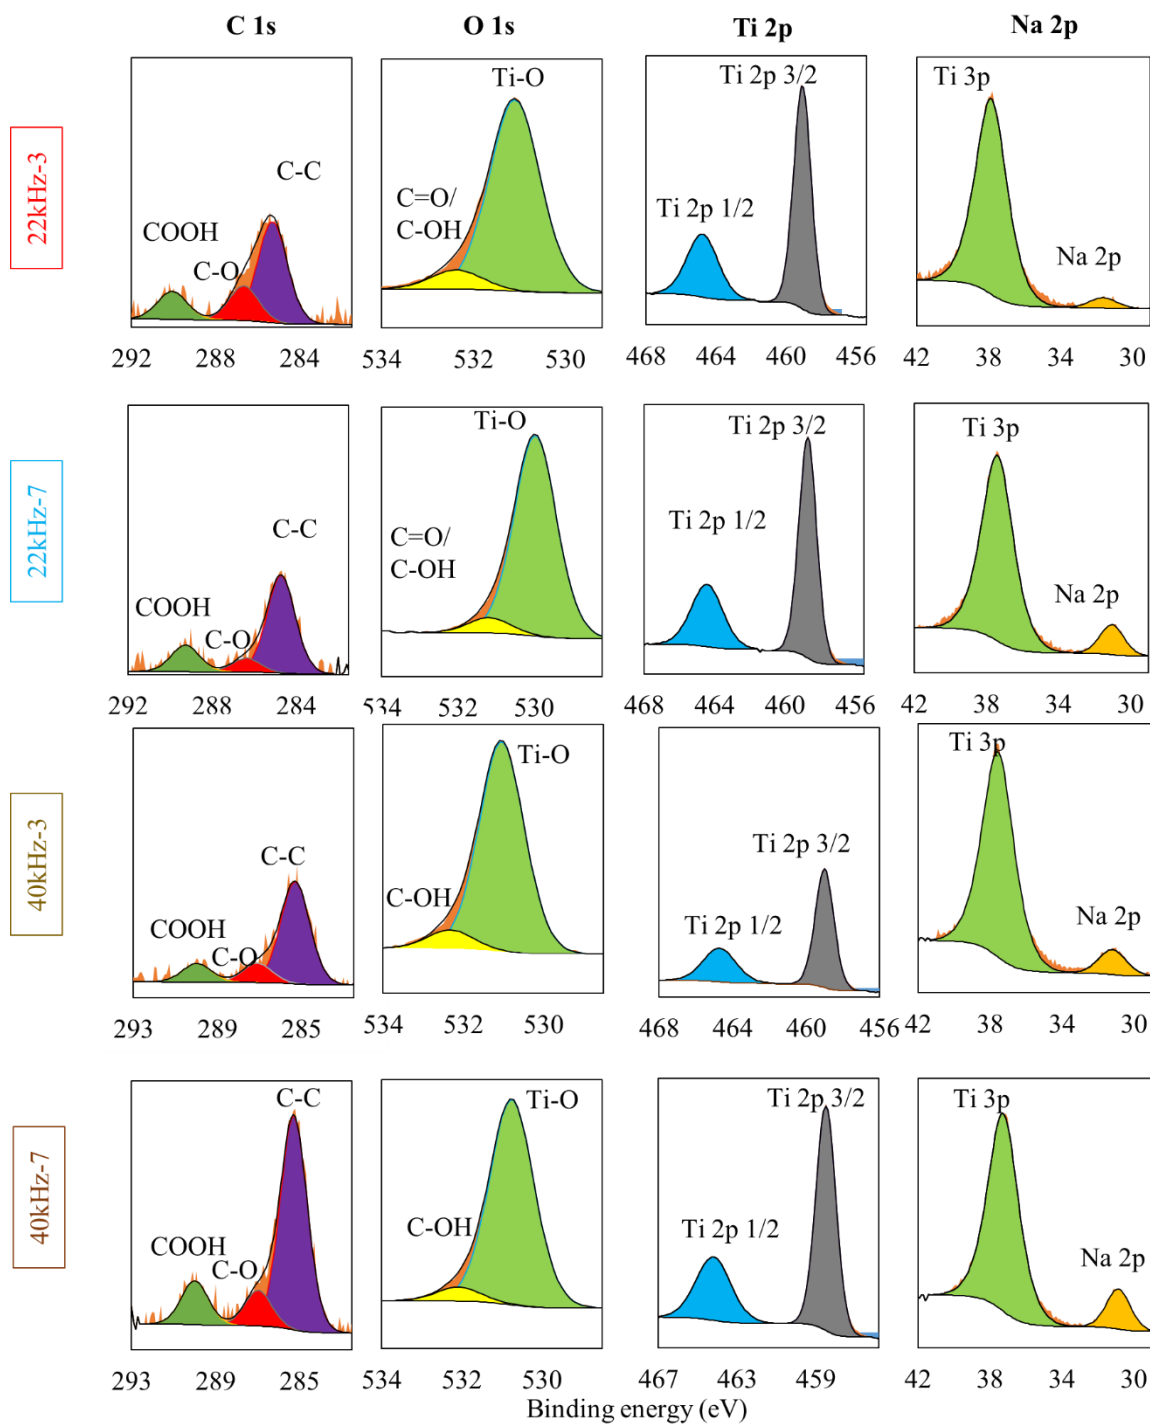 C 1s O 1s Ti 2p Na 2p
22kHz-3
COOH
C-O
C-C
C=O/
C-OH
Ti-O
Ti 2p 1/2
Ti 2p 3/2
Ti 3p
Na 2p
292 288 284 534 531 530 468 464 460 456 42 38 34 30
22kHz-7
COOH
C-O
C-C
C=O/
C-OH
Ti-O
Ti 2p 1/2
Ti 2p 3/2
Ti 3p
Na 2p
292 288 284 534 532 530 468 464 460 456 42 38 34 30
40kHz-3
COOH
C-O
C-C
C-OH
Ti-O
Ti 2p 1/2
Ti 2p 3/2
Ti 3p
Na 2p
293 289 285 534 532 530 468 464 460 456 42 38 34 30
40kHz-7
COOH
C-O
C-C
C-OH
Ti-O
Ti 2p 1/2
Ti 2p 3/2
Ti 3p
Na 2p
293 289 285 534 532 530 467 463 459 42 38 34 30
Binding energy (eV)